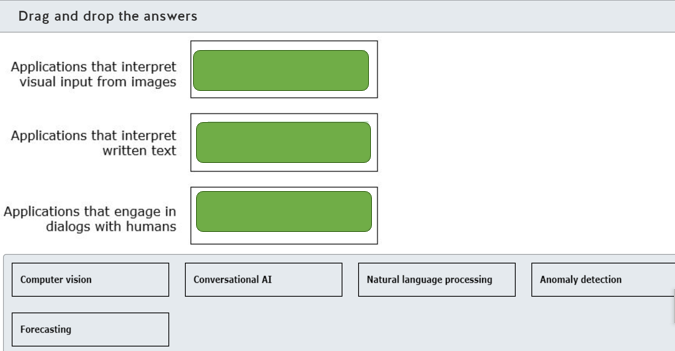 Drag and drop the answers
Applications that interpret
visual input from images
Applications that interpret
written text
Applications that engage in
dialogs with humans
Computer vision
Conversational AI
Natural language processing
Anomaly detection
Forecasting